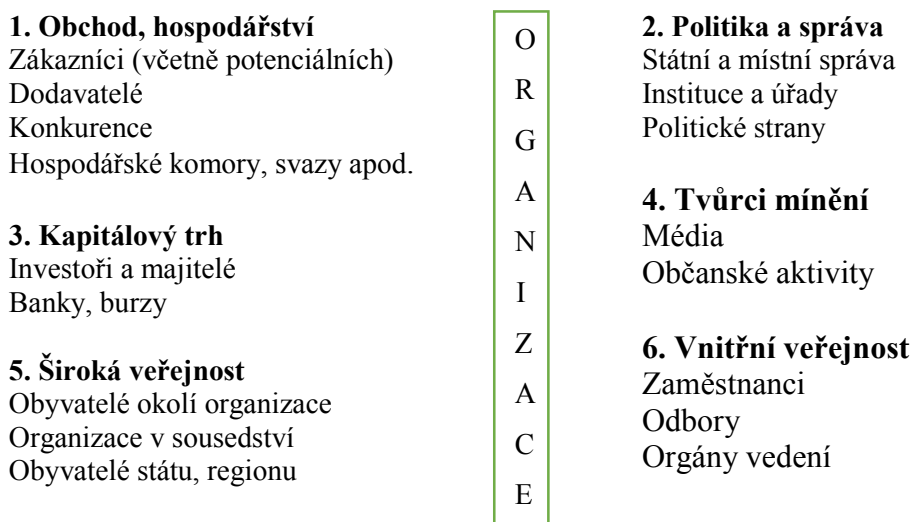 1. Obchod, hospodářství
Zákazníci (včetně potenciálních)
Dodavatelé
Konkurence
Hospodářské komory, svazy apod.
3. Kapitálový trh
Investoři a majitelé
Banky, burzy
5. Široká veřejnost
Obyvatelé okolí organizace
Organizace v sousedství
Obyvatelé státu, regionu
O
R
G
A
N
I
Z
A
C
E
2. Politika a správa
Státní a místní správa
Instituce a úřady
Politické strany
4. Tvůrci mínění
Média
Občanské aktivity
6. Vnitřní veřejnost
Zaměstnanci
Odbory
Orgány vedení